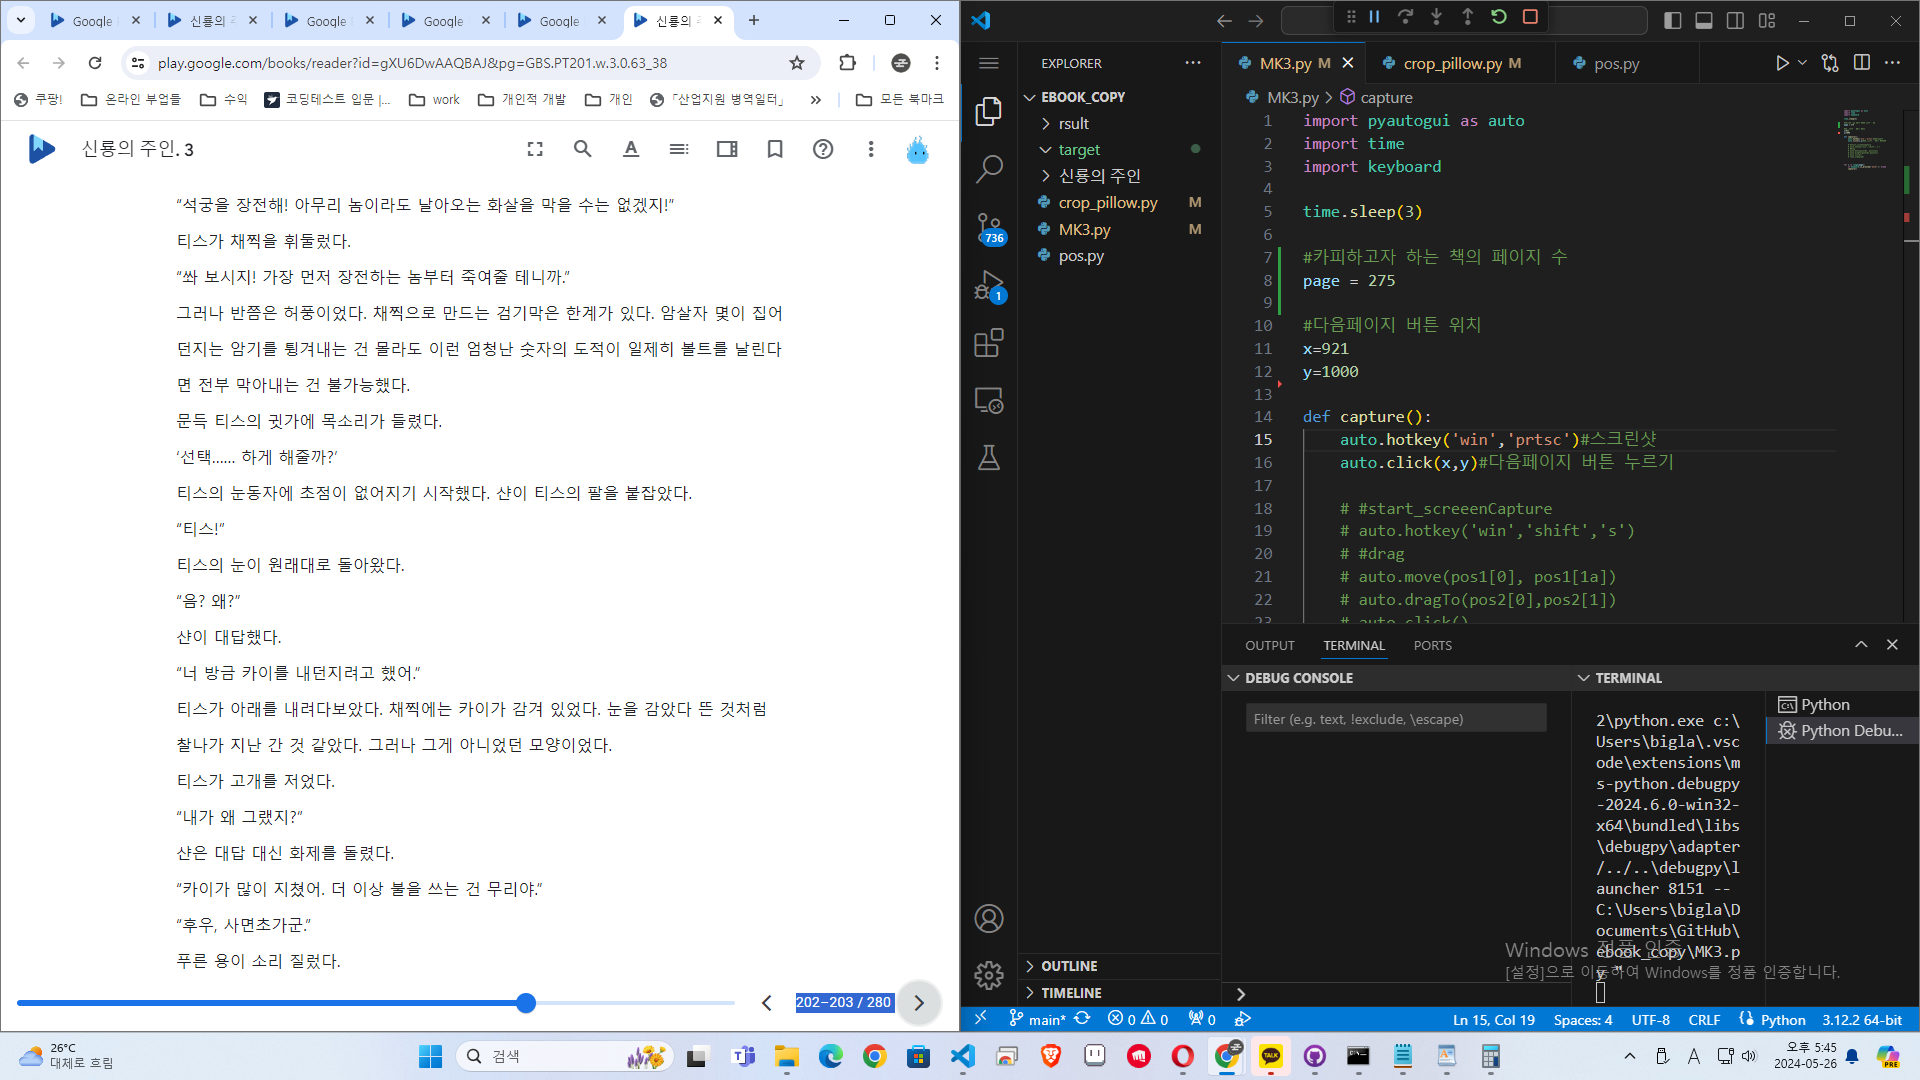 Google
신룡의 주
Google
Google
Google
신룡의 주
play.google.com/books/reader?id=gXU6DwAAQBAJ&pg=GBS.PT201.w.3.0.63_38
쿠팡!
온라인 부업들
수익
코딩테스트 입문 |...
work
개인적 개발
개인
「산업지원 병역일터」
»
모든 북마크
신룡의 주인. 3
“석궁을 장전해! 아무리 놈이라도 날아오는 화살을 막을 수는 없겠지!”
티스가 채찍을 휘둘렀다.
“쏴 보시지! 가장 먼저 장전하는 놈부터 죽여줄 테니까.”
그러나 반쯤은 허풍이었다. 채찍으로 만드는 검기막은 한계가 있다. 암살자 몇이 집어
던지는 암기를 튕겨내는 건 몰라도 이런 엄청난 숫자의 도적이 일제히 볼트를 날린다
면 전부 막아내는 건 불가능했다.
문득 티스의 귓가에 목소리가 들렸다.
‘선택...... 하게 해줄까?’
티스의 눈동자에 초점이 없어지기 시작했다. 샨이 티스의 팔을 붙잡았다.
“티스!”
티스의 눈이 원래대로 돌아왔다.
“음? 왜?”
샨이 대답했다.
“너 방금 카이를 내던지려고 했어.”
티스가 아래를 내려다보았다. 채찍에는 카이가 감겨 있었다. 눈을 감았다 뜬 것처럼
찰나가 지난 간 것 같았다. 그러나 그게 아니었던 모양이었다.
티스가 고개를 저었다.
“내가 왜 그랬지?”
샨은 대답 대신 화제를 돌렸다.
“카이가 많이 지쳤어. 더 이상 불을 쓰는 건 무리야.”
“후우, 사면초가군.”
푸른 용이 소리 질렀다.
202–203 / 280
EXPLORER
EBOOK_COPY
rsult
target
신룡의 주인
crop_pillow.py M
MK3.py M
pos.py
736
1
OUTLINE
TIMELINE
MK3.py M
crop_pillow.py M
pos.py
MK3.py > capture
1 import pyautogui as auto
2 import time
3 import keyboard
4
5 time.sleep(3)
6
7 #카피하고자 하는 책의 페이지 수
8 page = 275
9
10 #다음페이지 버튼 위치
11 x=921
12 y=1000
13
14 def capture():
15 auto.hotkey('win','prtsc')#스크린샷
16 auto.click(x,y)#다음페이지 버튼 누르기
17
18 # #start_screeenCapture
19 # auto.hotkey('win','shift','s')
20 # #drag
21 # auto.move(pos1[0], pos1[1a])
22 # auto.dragTo(pos2[0],pos2[1])
23 # auto.click()
OUTPUT
TERMINAL
PORTS
DEBUG CONSOLE
Filter (e.g. text, !exclude, \escape)
TERMINAL
2\python.exe c:\
Users\bigla\.vsc
ode\extensions\m
s-python.debugpy
-2024.6.0-win32-
x64\bundled\libs
\debugpy\adapter
/../..\debugpy\l
auncher 8151 --
C:\Users\bigla\D
ocuments\GitHub\
ebook_copy\MK3.p
y "
Python
Python Debu...
Windows 정품 인증
[설정]으로 이동하여 Windows를 정품 인증합니다.
main*
0
0
0
Ln 15, Col 19
Spaces: 4
UTF-8
CRLF
Python
3.12.2 64-bit
26°C
대체로 흐림
검색
TALK
A
오후 5:45
2024-05-26
PRE